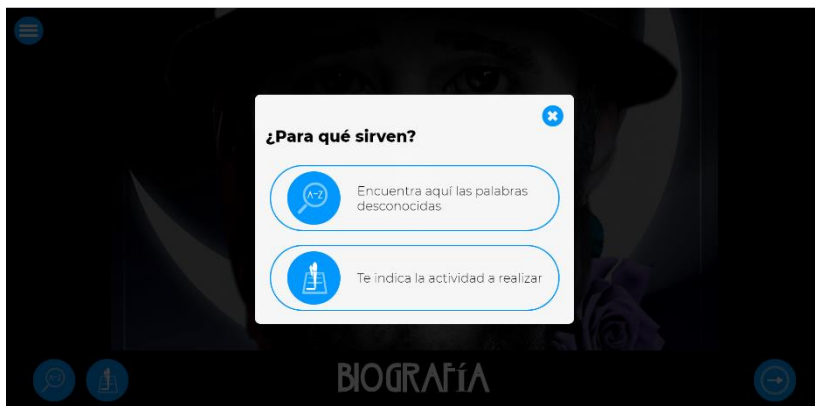 ¿Para qué sirven?
A-Z
Encuentra aquí las palabras
desconocidas
Te indica la actividad a realizar
A-Z
BIOGRAFÍA